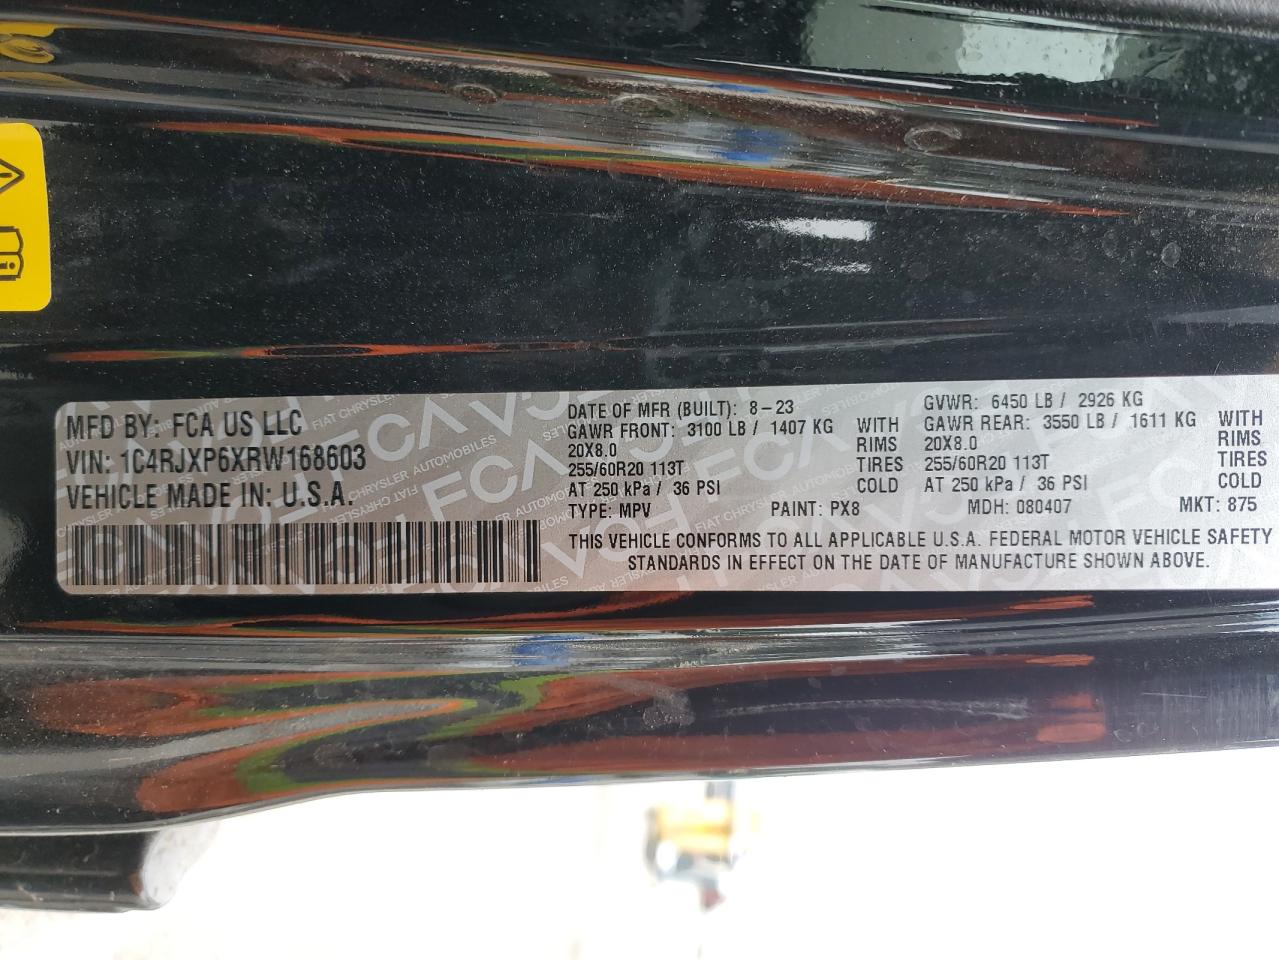 MFD BY: FCA US LLC
VIN: 1C4RJXP6XRW168603
VEHICLE MADE IN: U.S.A.
DATE OF MFR (BUILT): 8-23
GAWR FRONT: 3100 LB / 1407 KG WITH
20X8.0 RIMS
255/60R20 113T TIRES
AT 250 kPa / 36 PSI COLD
GVWR: 6450 LB / 2926 KG
GAWR REAR: 3550 LB / 1611 KG WITH
20X8.0 RIMS
255/60R20 113T TIRES
AT 250 kPa / 36 PSI COLD
TYPE: MPV PAINT: PX8 MDH: 080407 MKT: 875
THIS VEHICLE CONFORMS TO ALL APPLICABLE U.S.A. FEDERAL MOTOR VEHICLE SAFETY
STANDARDS IN EFFECT ON THE DATE OF MANUFACTURE SHOWN ABOVE.